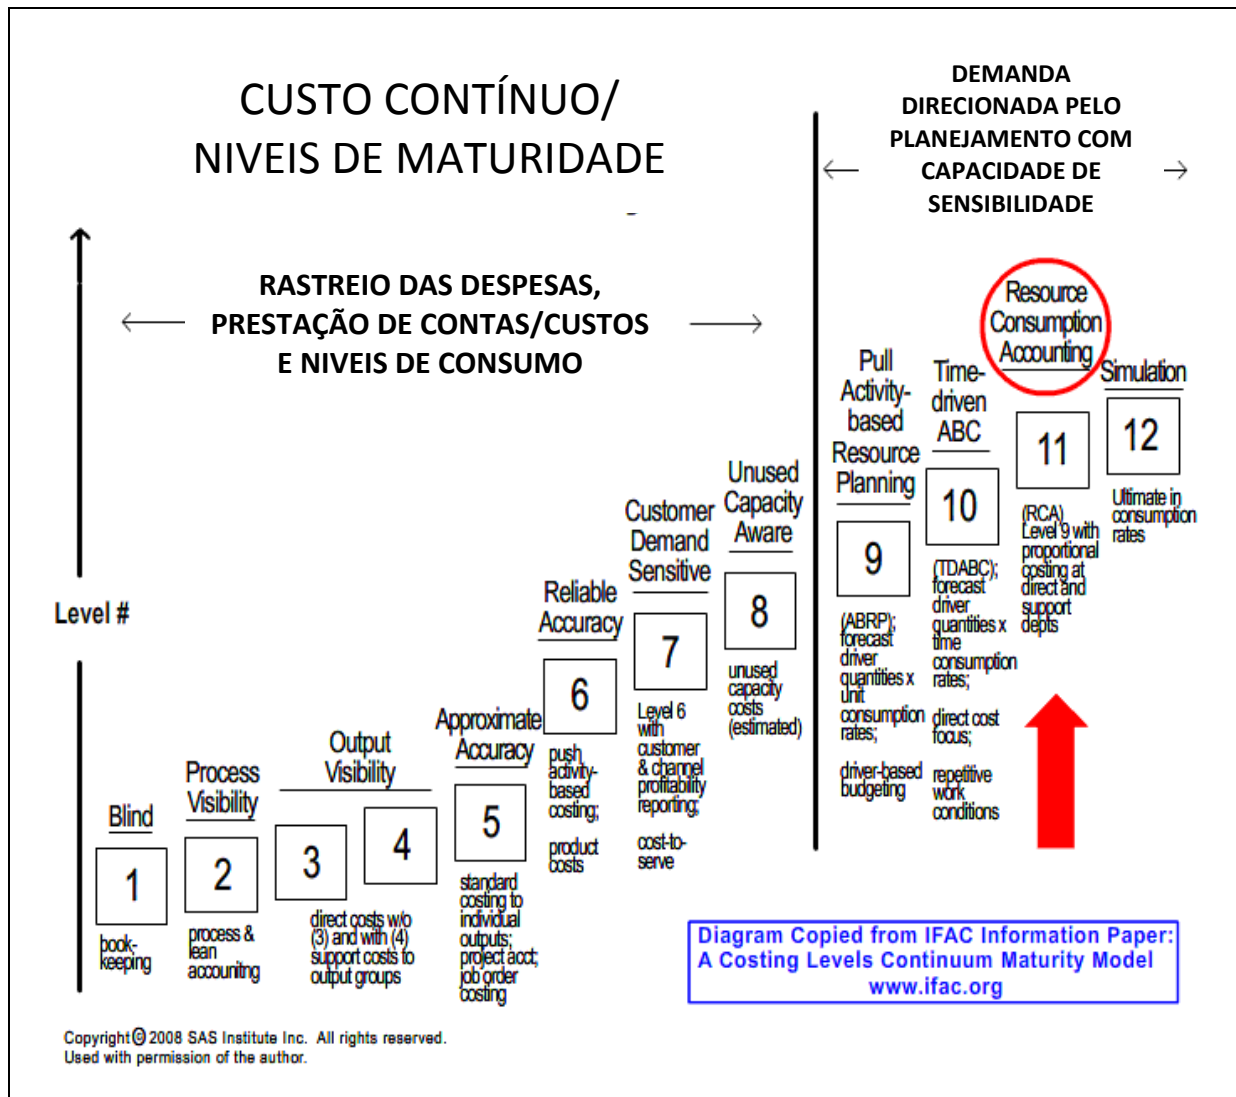 CUSTO CONTÍNUO/
NIVEIS DE MATURIDADE
DEMANDA
DIRECIONADA PELO
PLANEJAMENTO COM
CAPACIDADE DE
SENSIBILIDADE
RASTREIO DAS DESPESAS,
PRESTAÇÃO DE CONTAS/CUSTOS
E NIVEIS DE CONSUMO
Level #
Blind
1
book-
keeping
Process
Visibility
2
process &
lean
accounitng
Output
Visibility
3
4
direct costs w/o
(3) and with (4)
support costs to
output groups
Approximate
Accuracy
5
standard
costing to
individual
outputs;
project acct;
job order
costing
Reliable
Accuracy
6
push
activity-
based
costing;
product
costs
Customer
Demand
Sensitive
7
Level 6
with
customer
& channel
profitability
reporting;
cost-to-
serve
Unused
Capacity
Aware
8
unused
capacity
costs
(estimated)
Pull
Activity-
based
Resource
Planning
9
(ABRP);
forecast
driver
quantities x
unit
consumption
rates;
driver-based
budgeting
Time-
driven
ABC
10
(TDABC);
forecast
driver
quantities x
time
consumption
rates;
direct cost
focus;
repetitive
work
conditions
Resource
Consumption
Accounting
11
(RCA)
Level 9 with
proportional
costing at
direct and
support
depts
Simulation
12
Ultimate in
consumption
rates
Diagram Copied from IFAC Information Paper:
A Costing Levels Continuum Maturity Model
www.ifac.org
Copyright © 2008 SAS Institute Inc. All rights reserved.
Used with permission of the author.